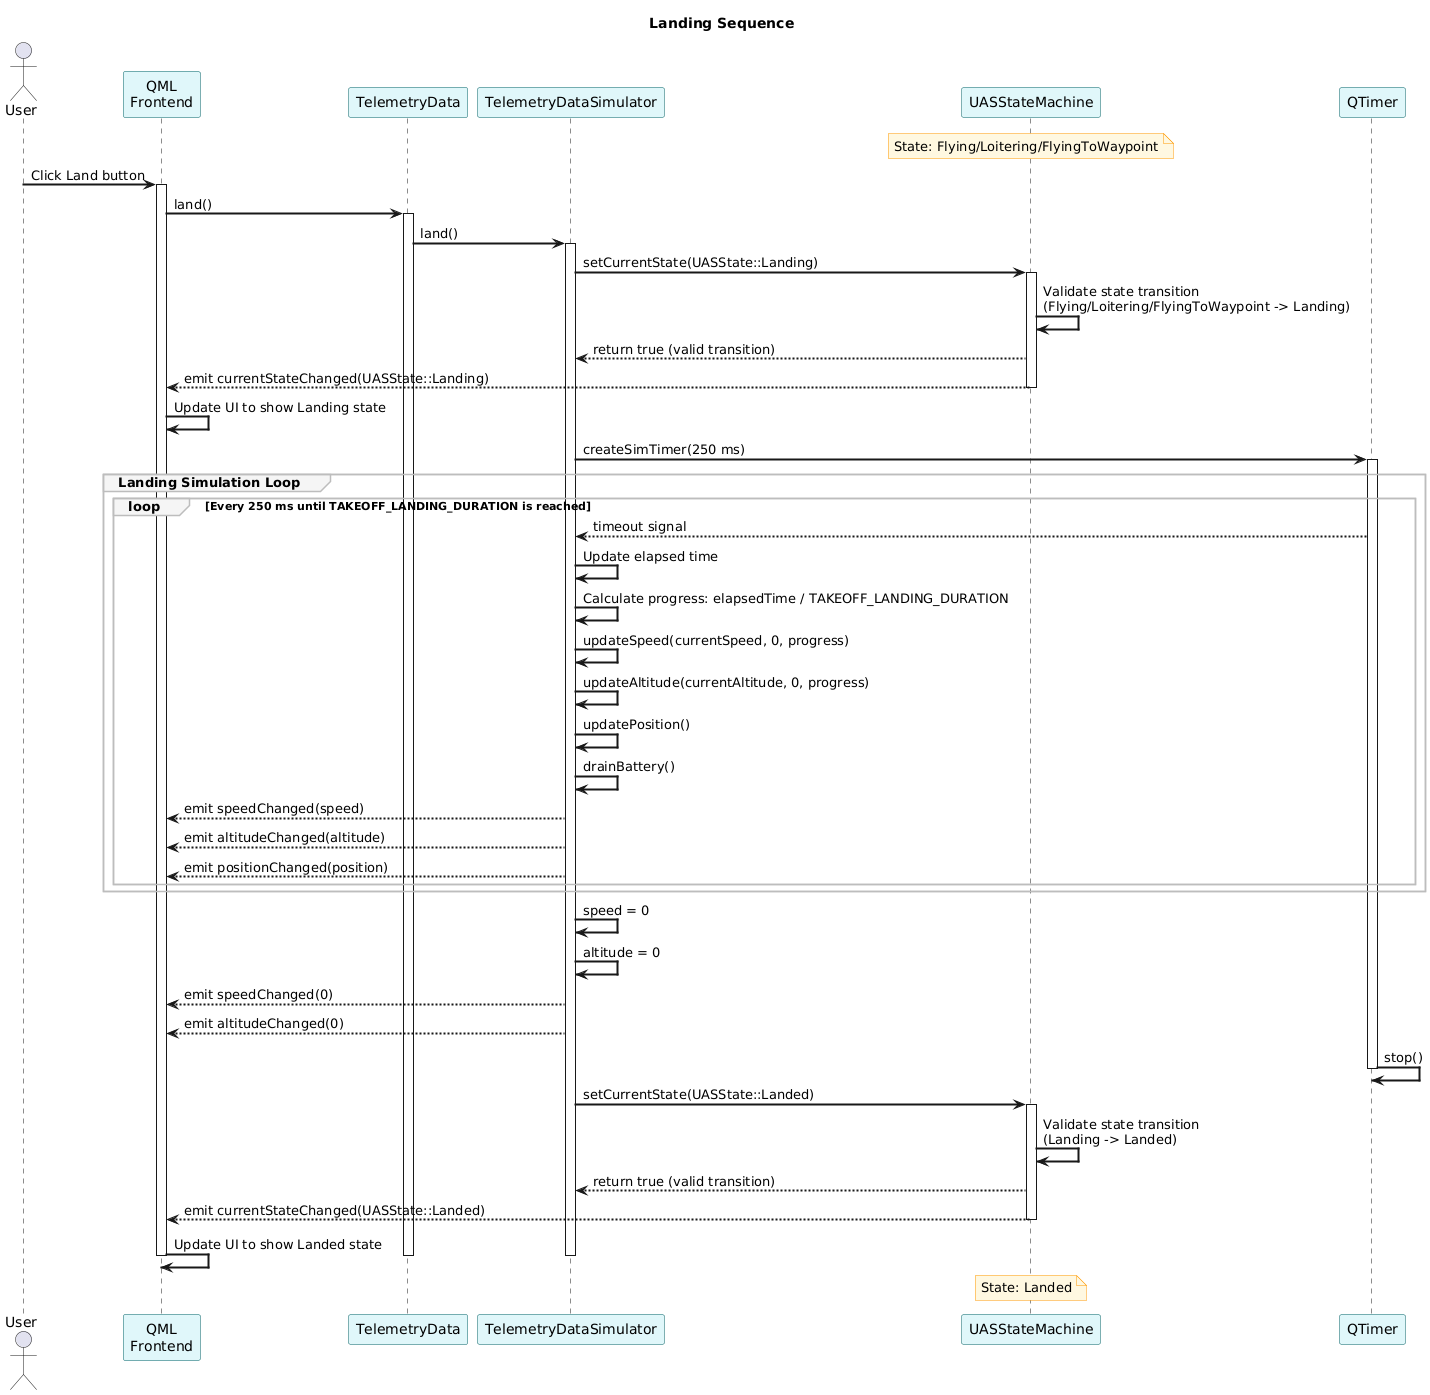 Landing Sequence
User
QML
Frontend
TelemetryData
TelemetryDataSimulator
UASStateMachine
QTimer
State: Flying/Loitering/FlyingToWaypoint
Click Land button
land()
land()
setCurrentState(UASState::Landing)
Validate state transition
(Flying/Loitering/FlyingToWaypoint -> Landing)
return true (valid transition)
emit currentStateChanged(UASState::Landing)
Update UI to show Landing state
createSimTimer(250 ms)
Landing Simulation Loop
loop [Every 250 ms until TAKEOFF_LANDING_DURATION is reached]
timeout signal
Update elapsed time
Calculate progress: elapsedTime / TAKEOFF_LANDING_DURATION
updateSpeed(currentSpeed, 0, progress)
updateAltitude(currentAltitude, 0, progress)
updatePosition()
drainBattery()
emit speedChanged(speed)
emit altitudeChanged(altitude)
emit positionChanged(position)
speed = 0
altitude = 0
emit speedChanged(0)
emit altitudeChanged(0)
stop()
setCurrentState(UASState::Landed)
Validate state transition
(Landing -> Landed)
return true (valid transition)
emit currentStateChanged(UASState::Landed)
Update UI to show Landed state
State: Landed
User
QML
Frontend
TelemetryData
TelemetryDataSimulator
UASStateMachine
QTimer